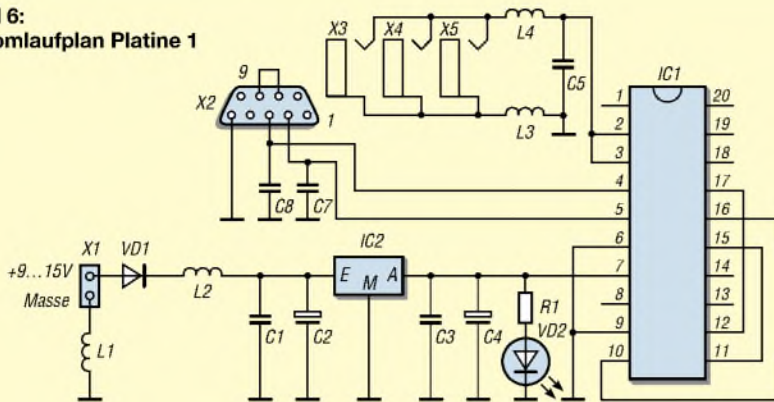 6:
omlaufplan Platine 1
X3 X4 X5 L4
C5
L3
9
X2
1
C8 C7
IC1
1 20
2 19
3 18
4 17
5 16
6 15
7 14
8 13
9 12
10 11
X1 VD1
+9...15V
Masse
L2
L1
IC2
E M A
C1 C2 C3 C4
R1
VD2